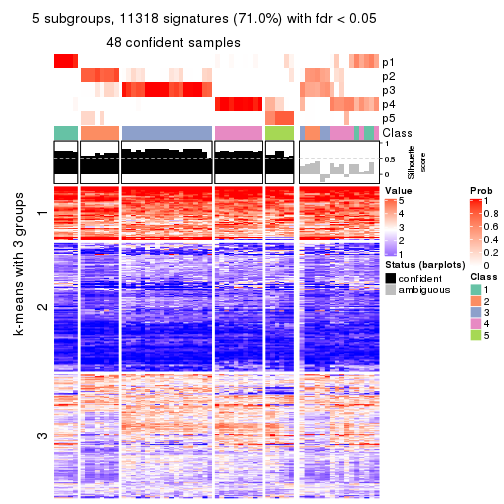 5 subgroups, 11318 signatures (71.0%) with fdr < 0.05
48 confident samples
p1
p2
p3
p4
p5
Class
1
0.5
0
Silhouette
score
k-means with 3 groups
1
2
3
Value
5
4
3
2
1
Status (barplots)
confident
ambiguous
Prob
1
0.8
0.6
0.4
0.2
0
Class
1
2
3
4
5